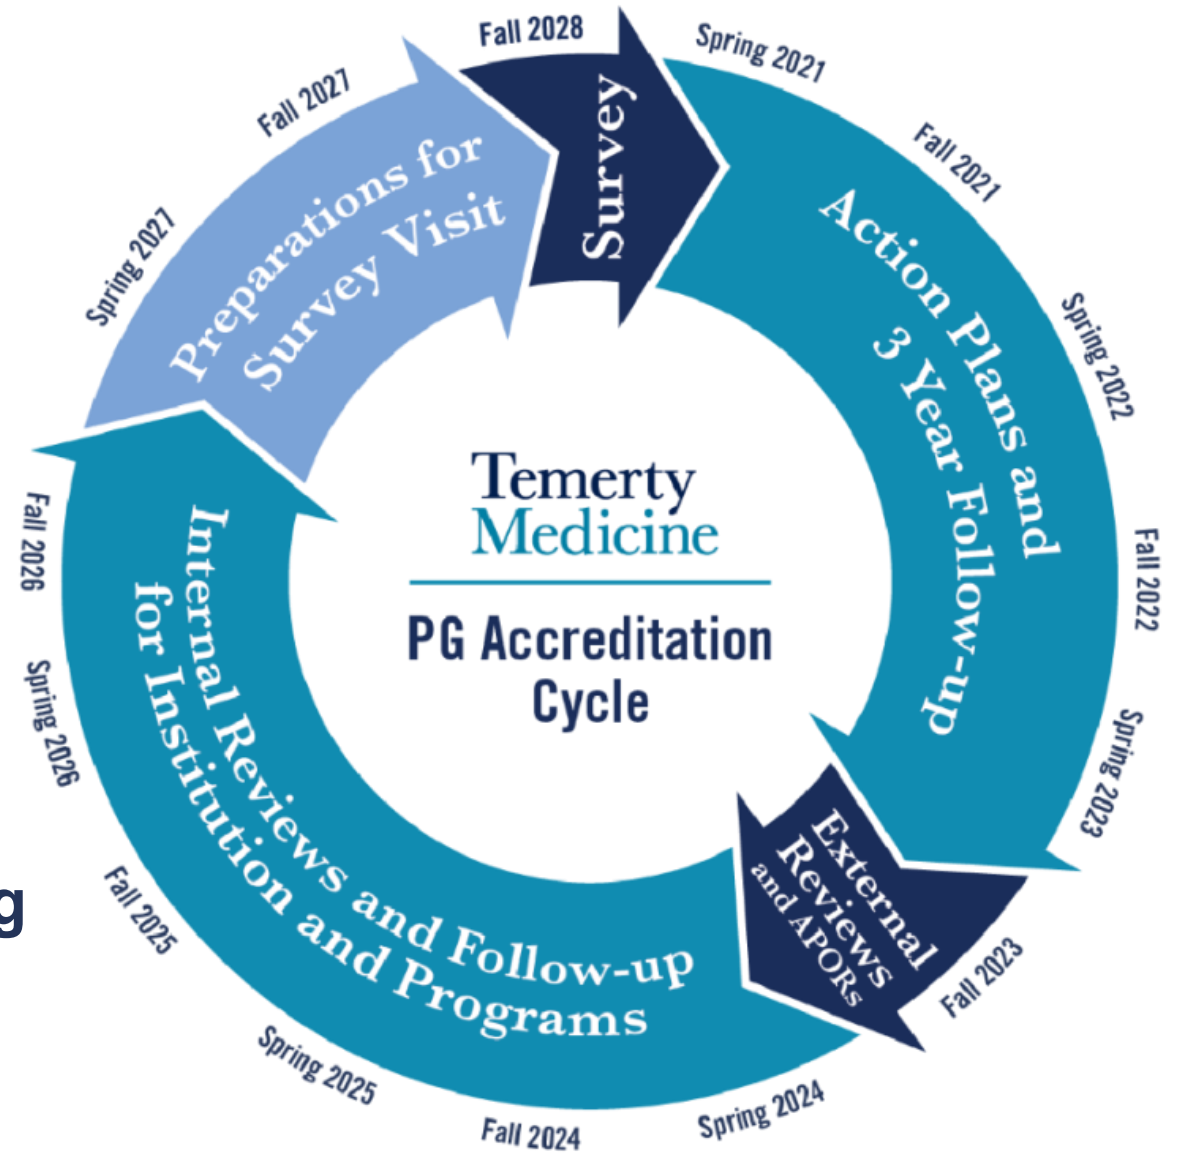 Fall 2028
Survey
Spring 2021
Fall 2021
Spring 2022
Fall 2022
Spring 2023
Action Plans and
3 Year Follow-up
Fall 2023
External
Reviews
and APORs
Spring 2024
Fall 2024
Spring 2025
Fall 2025
Spring 2026
Fall 2026
Internal Reviews and Follow-up
for Institution and Programs
Spring 2027
Fall 2027
Preparations for
Survey Visit
Temerty
Medicine
PG Accreditation
Cycle
g